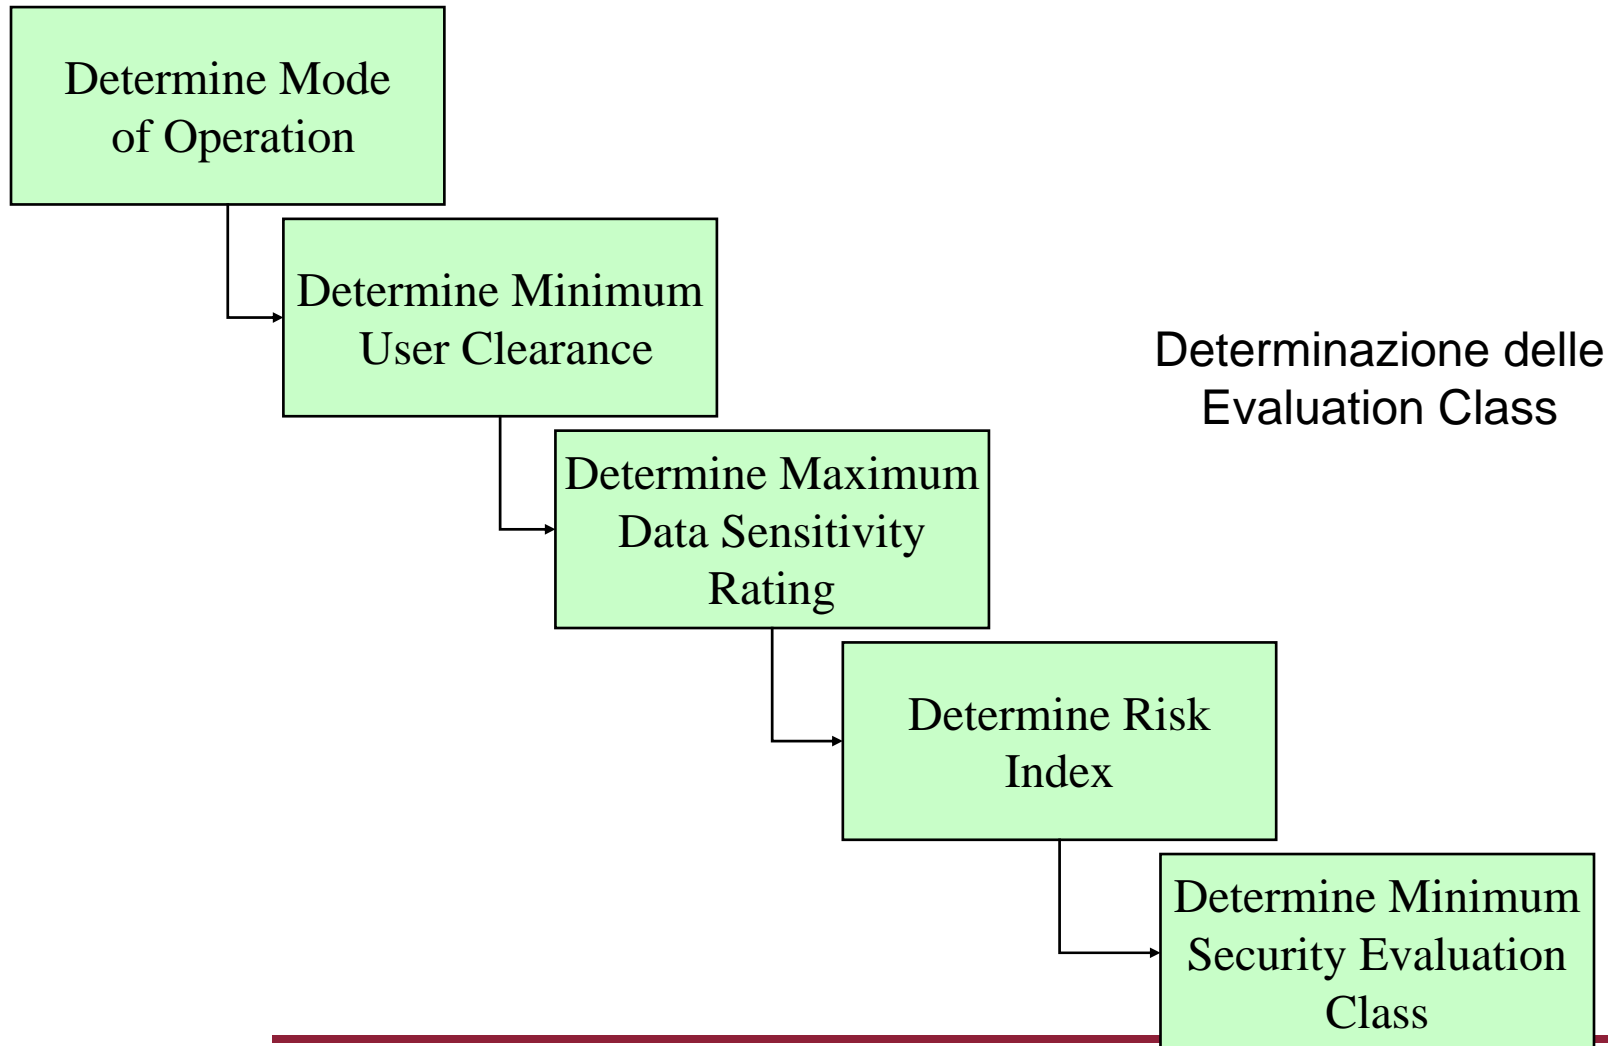 Determine Mode
of Operation
Determine Minimum
User Clearance
Determinazione delle
Evaluation Class
Determine Maximum
Data Sensitivity
Rating
Determine Risk
Index
Determine Minimum
Security Evaluation
Class